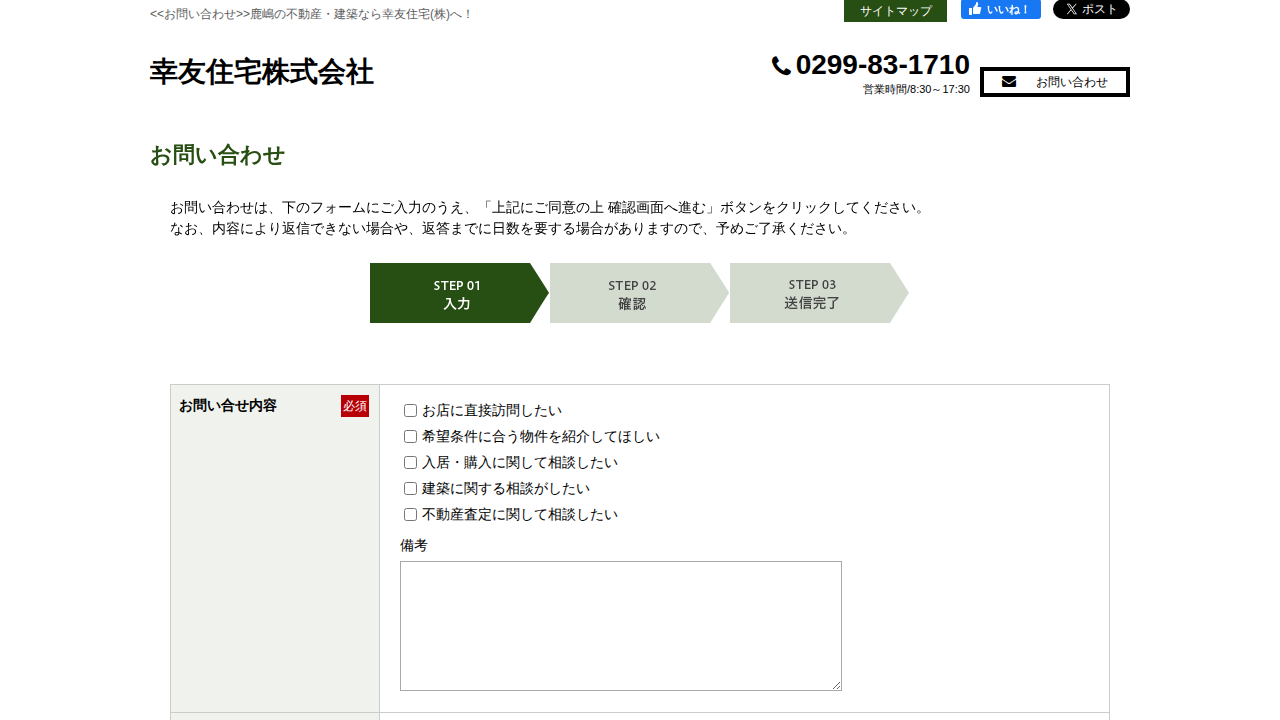 <<お問い合わせ>>鹿嶋の不動産・建築なら幸友住宅(株)へ！
サイトマップ
いいね！
ポスト
幸友住宅株式会社
0299-83-1710
営業時間/8:30～17:30
お問い合わせ
お問い合わせ
お問い合わせは、下のフォームにご入力のうえ、「上記にご同意の上 確認画面へ進む」ボタンをクリックしてください。
なお、内容により返信できない場合や、返答までに日数を要する場合がありますので、予めご了承ください。
STEP 01
入力
STEP 02
確認
STEP 03
送信完了
お問い合せ内容
必須
お店に直接訪問したい
希望条件に合う物件を紹介してほしい
入居・購入に関して相談したい
建築に関する相談がしたい
不動産査定に関して相談したい
備考